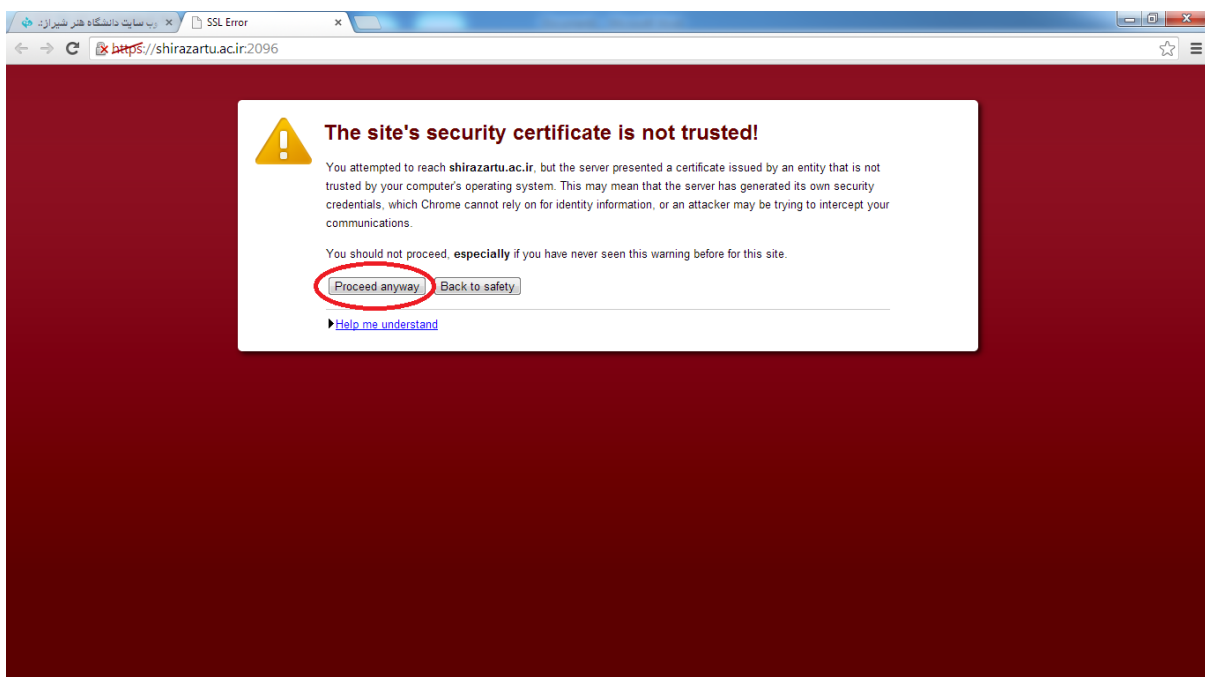 وب سایت دانشگاه هنر شیراز:
SSL Error
https://shirazartu.ac.ir:2096
The site's security certificate is not trusted!
You attempted to reach shirazartu.ac.ir, but the server presented a certificate issued by an entity that is not
trusted by your computer's operating system. This may mean that the server has generated its own security
credentials, which Chrome cannot rely on for identity information, or an attacker may be trying to intercept your
communications.
You should not proceed, especially if you have never seen this warning before for this site.
Proceed anyway Back to safety
Help me understand